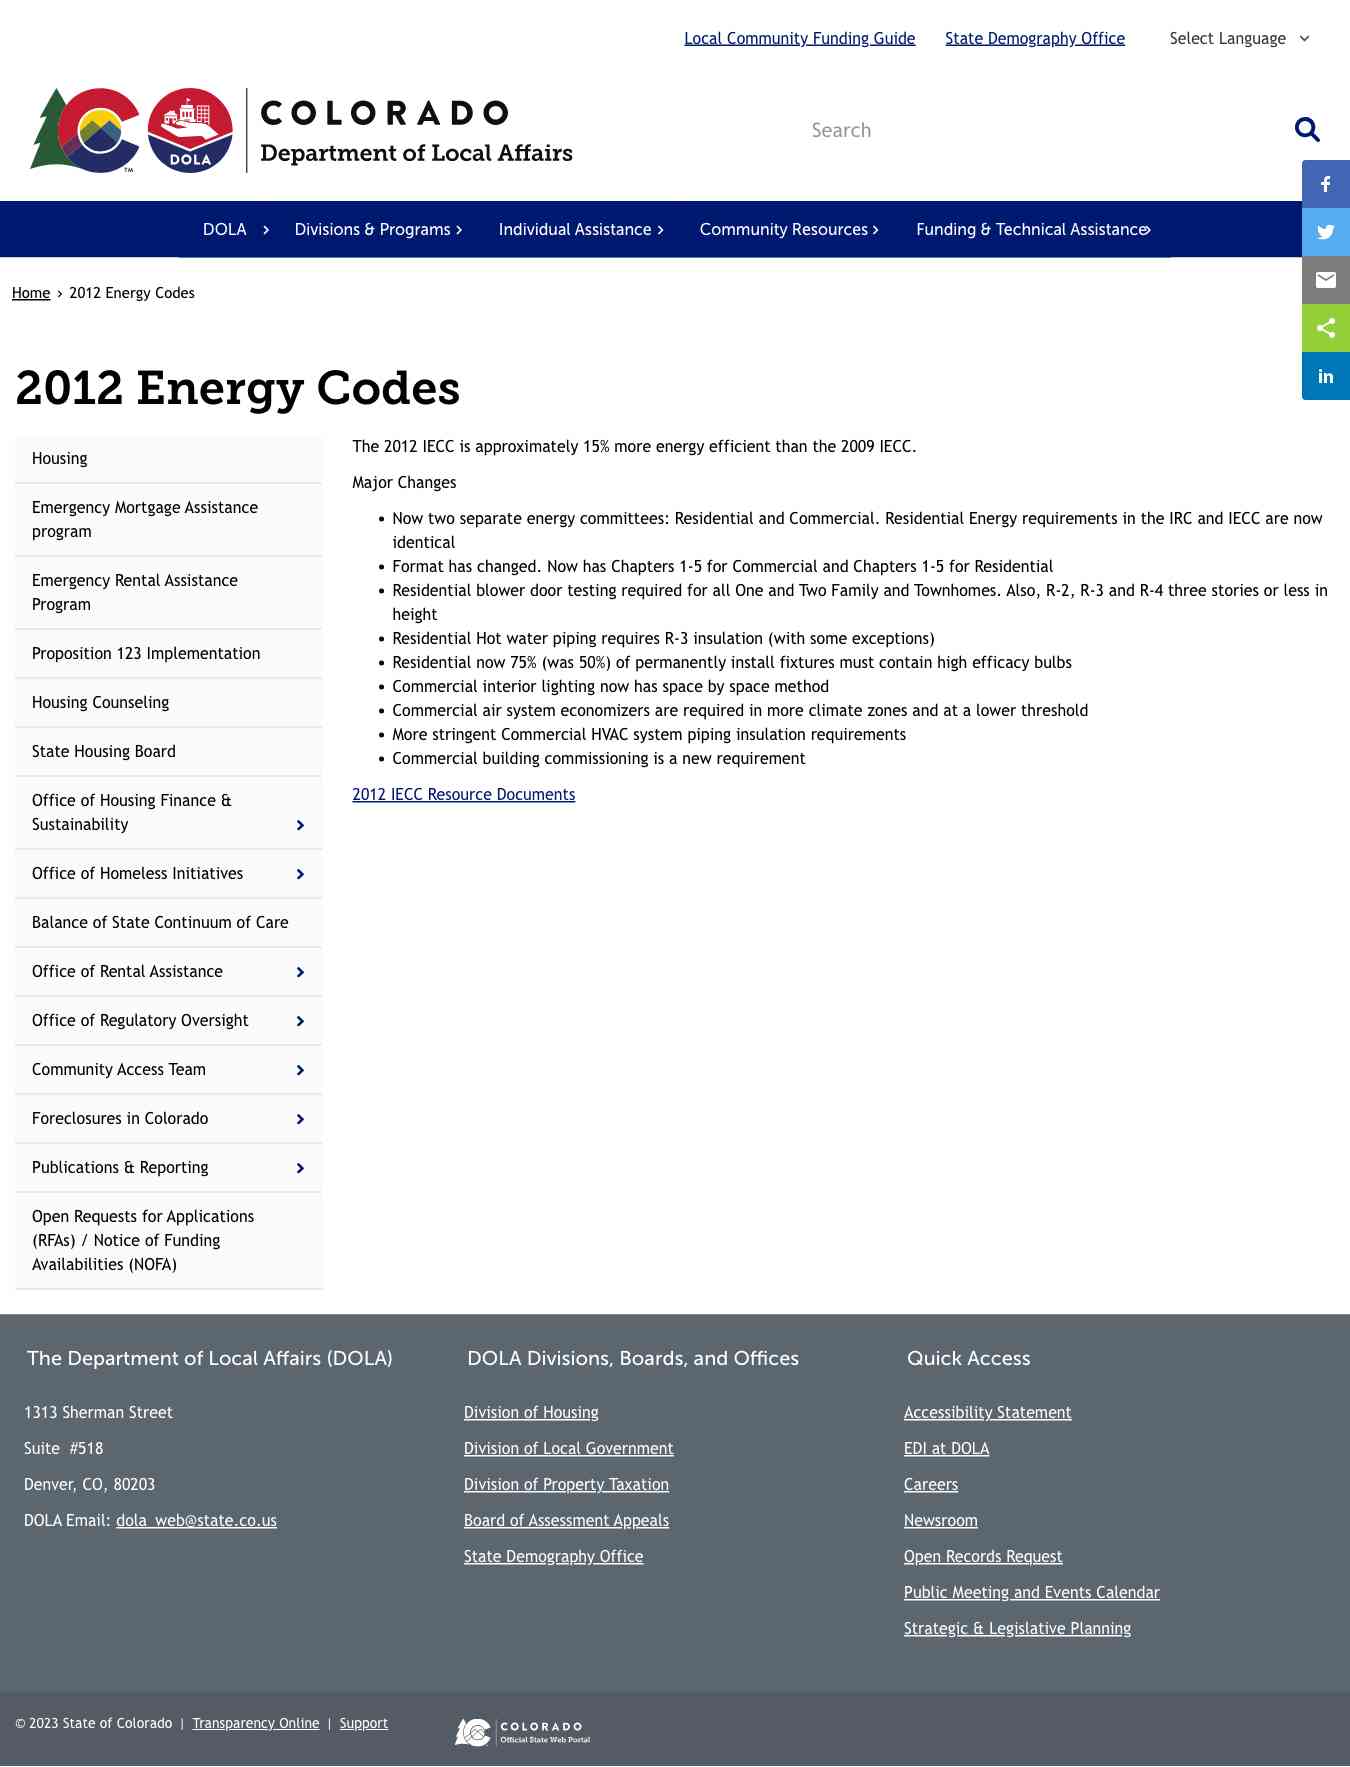 Local Community Funding Guide State Demography Office Select Language
DOLA
TM
COLORADO
Department of Local Affairs
Search
DOLA Divisions & Programs Individual Assistance Community Resources Funding & Technical Assistance
Home › 2012 Energy Codes
2012 Energy Codes
Housing
Emergency Mortgage Assistance
program
Emergency Rental Assistance
Program
Proposition 123 Implementation
Housing Counseling
State Housing Board
Office of Housing Finance &
Sustainability
Office of Homeless Initiatives
Balance of State Continuum of Care
Office of Rental Assistance
Office of Regulatory Oversight
Community Access Team
Foreclosures in Colorado
Publications & Reporting
Open Requests for Applications
(RFAs) / Notice of Funding
Availabilities (NOFA)
The 2012 IECC is approximately 15% more energy efficient than the 2009 IECC.
Major Changes
• Now two separate energy committees: Residential and Commercial. Residential Energy requirements in the IRC and IECC are now
identical
• Format has changed. Now has Chapters 1-5 for Commercial and Chapters 1-5 for Residential
• Residential blower door testing required for all One and Two Family and Townhomes. Also, R-2, R-3 and R-4 three stories or less in
height
• Residential Hot water piping requires R-3 insulation (with some exceptions)
• Residential now 75% (was 50%) of permanently install fixtures must contain high efficacy bulbs
• Commercial interior lighting now has space by space method
• Commercial air system economizers are required in more climate zones and at a lower threshold
• More stringent Commercial HVAC system piping insulation requirements
• Commercial building commissioning is a new requirement
2012 IECC Resource Documents
The Department of Local Affairs (DOLA)
1313 Sherman Street
Suite #518
Denver, CO, 80203
DOLA Email: dola_web@state.co.us
DOLA Divisions, Boards, and Offices
Division of Housing
Division of Local Government
Division of Property Taxation
Board of Assessment Appeals
State Demography Office
Quick Access
Accessibility Statement
EDI at DOLA
Careers
Newsroom
Open Records Request
Public Meeting and Events Calendar
Strategic & Legislative Planning
© 2023 State of Colorado | Transparency Online | Support
COLORADO
Official State Web Portal